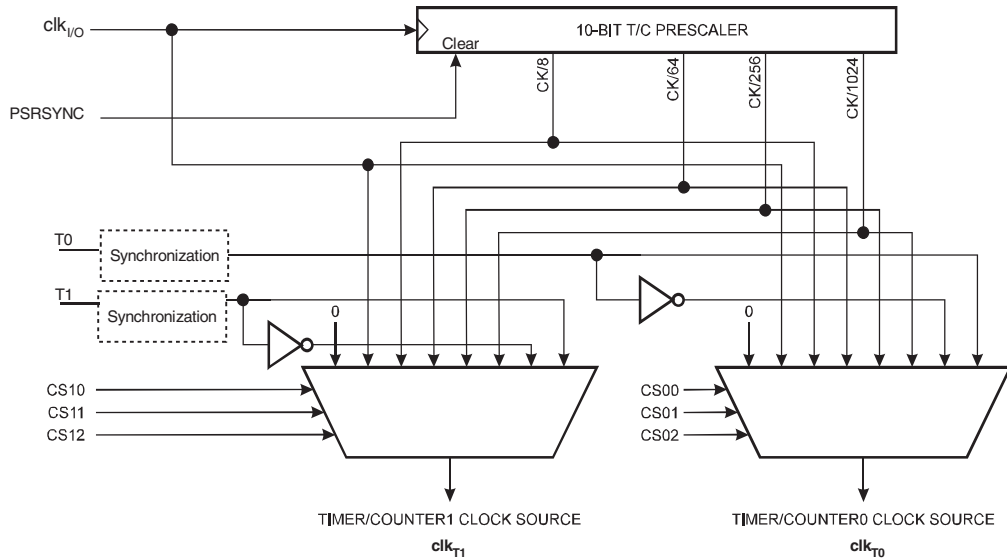 clkI/O
10-BIT T/C PRESCALER
Clear
CK/8
CK/64
CK/256
CK/1024
PSRSYNC
T0
Synchronization
T1
Synchronization
0
0
CS10
CS11
CS12
CS00
CS01
CS02
TIMER/COUNTER1 CLOCK SOURCE
clkT1
TIMER/COUNTER0 CLOCK SOURCE
clkT0